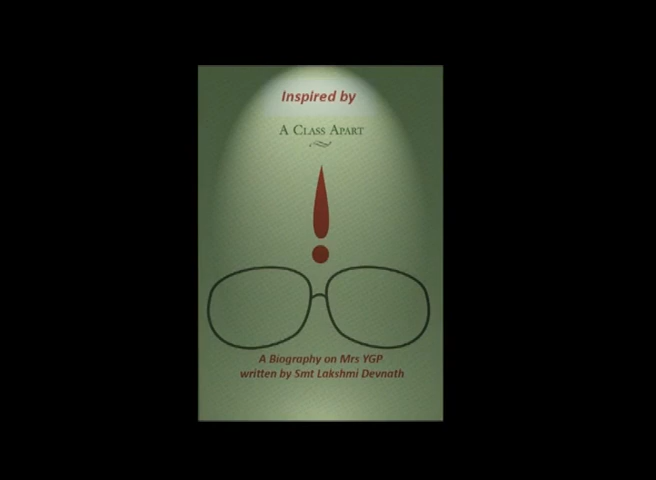 Inspired by
A Class Apart
A Biography on Mrs YGP
written by Smt Lakshmi Devnath